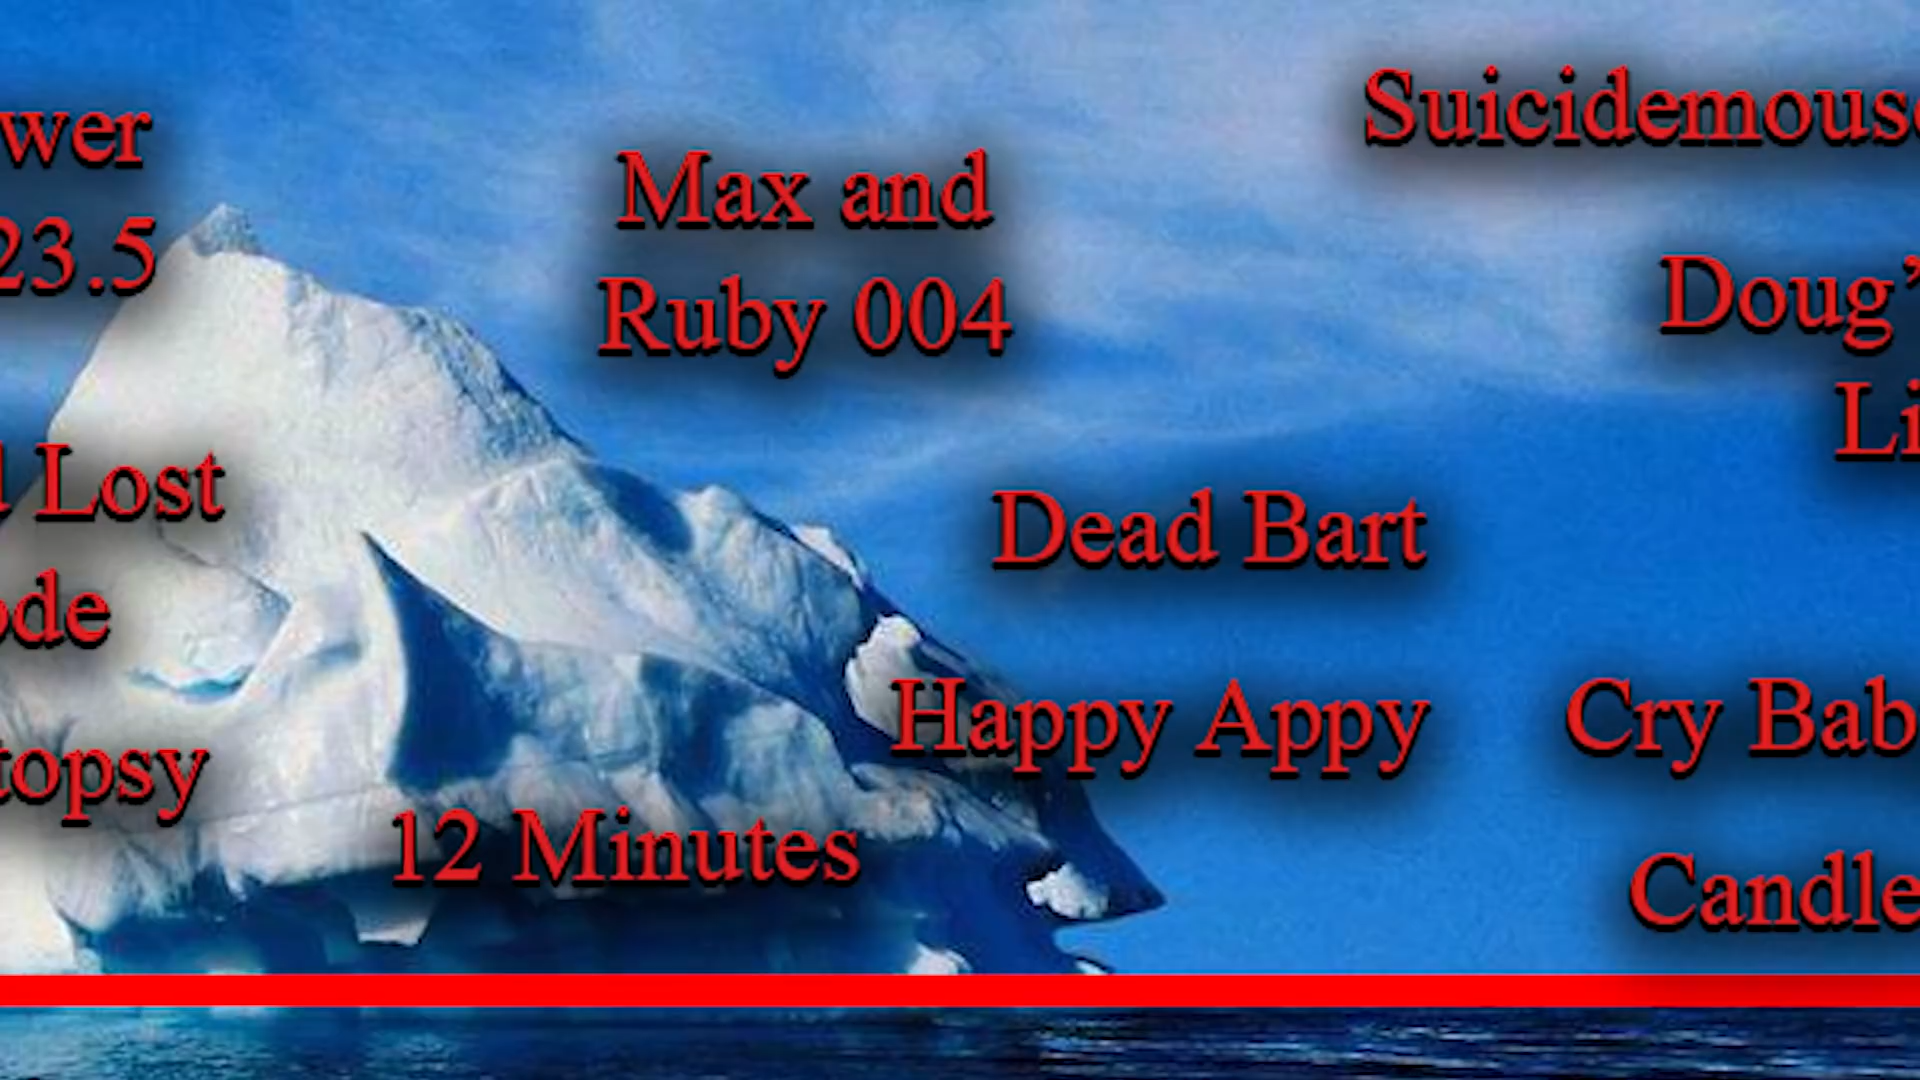 wer
23.5
Max and
Ruby 004
Suicidemouse
Doug’
Li
Lost
ode
Dead Bart
Happy Appy
Cry Bab
topsy
12 Minutes
Candle